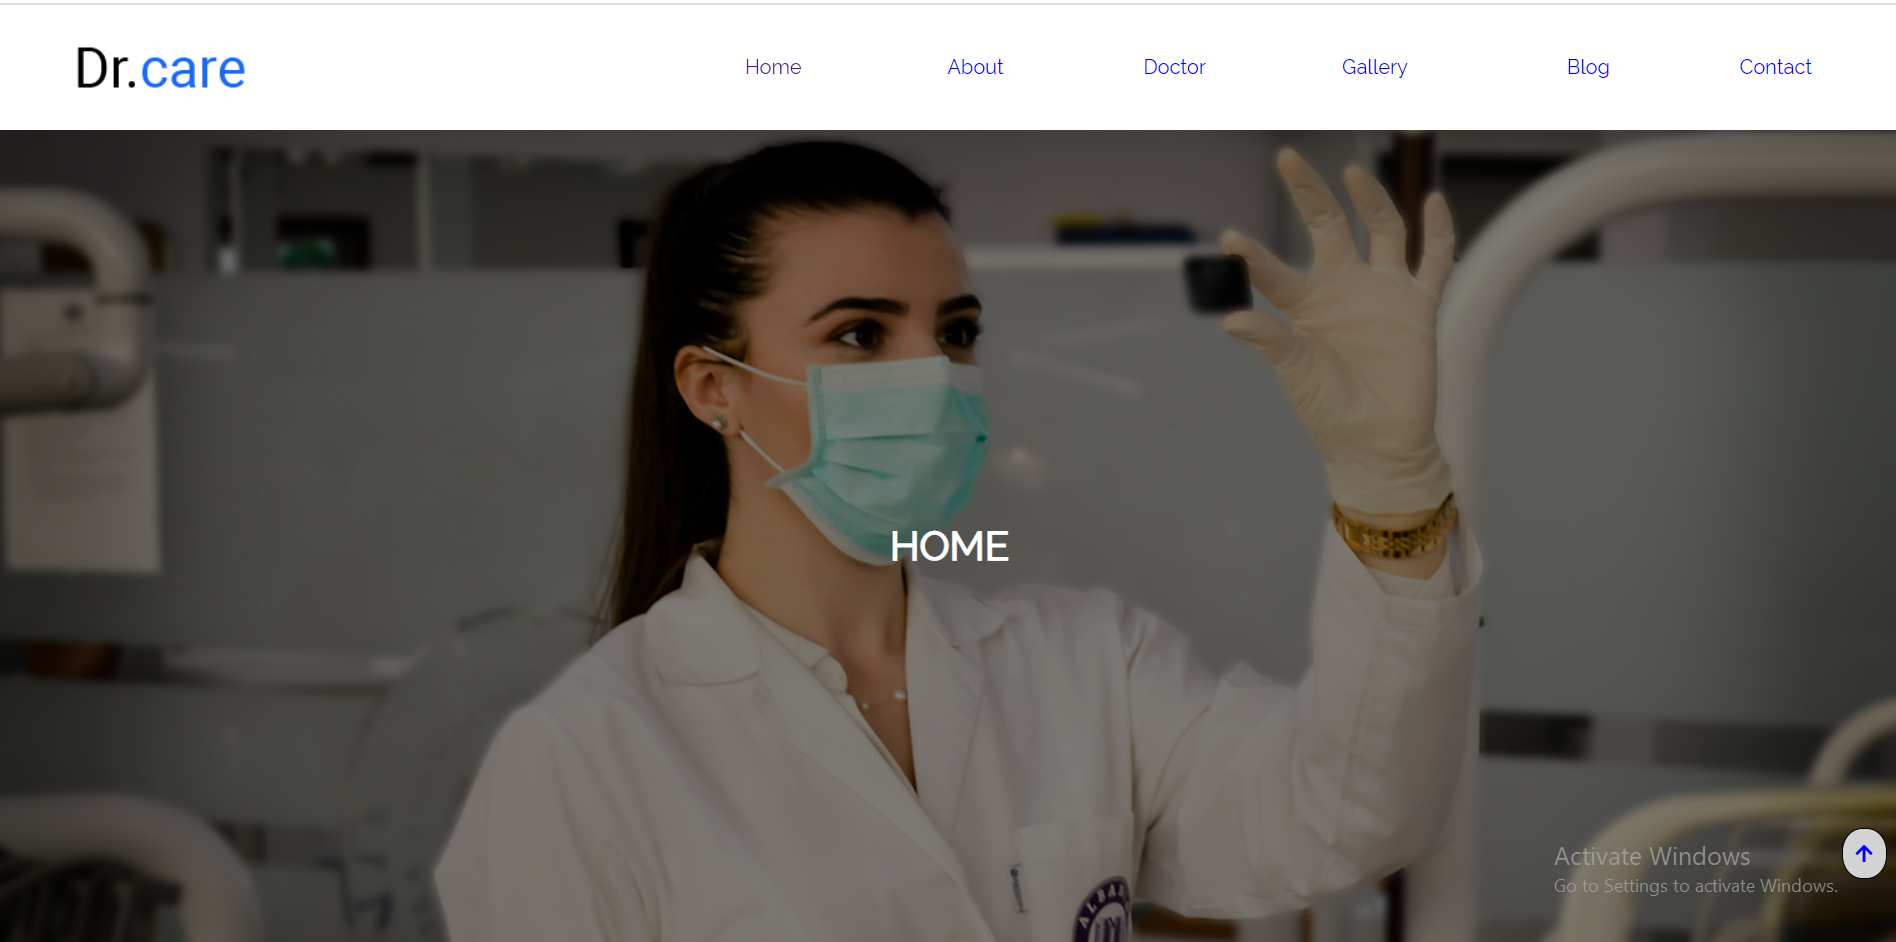 Dr.care
Home
About
Doctor
Gallery
Blog
Contact
HOME
Activate Windows
Go to Settings to activate Windows.